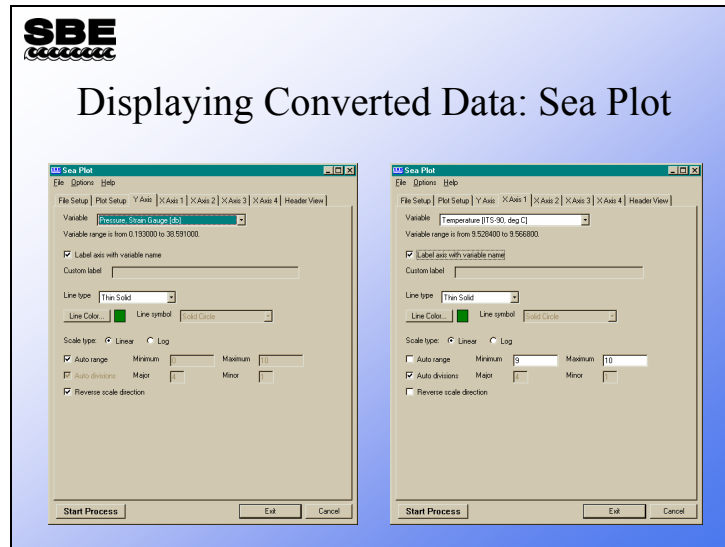 SBE
Displaying Converted Data: Sea Plot
Sea Plot
File Options Help
File Setup Plot Setup Y Axis X Axis 1 X Axis 2 X Axis 3 X Axis 4 Header View
Variable Pressure, Strain Gauge [db]
Variable range is from 0.193000 to 38.591000.
Label axis with variable name
Custom label
Line type Thin Solid
Line Color... Line symbol Solid Circle
Scale type: Linear Log
Auto range Minimum 0 Maximum 10
Auto divisions Major 4 Minor 1
Reverse scale direction
Start Process Exit Cancel
Sea Plot
File Options Help
File Setup Plot Setup Y Axis X Axis 1 X Axis 2 X Axis 3 X Axis 4 Header View
Variable Temperature [ITS-90, deg C]
Variable range is from 9.528400 to 9.566800.
Label axis with variable name
Custom label
Line type Thin Solid
Line Color... Line symbol Solid Circle
Scale type: Linear Log
Auto range Minimum 9 Maximum 10
Auto divisions Major 4 Minor 1
Reverse scale direction
Start Process Exit Cancel